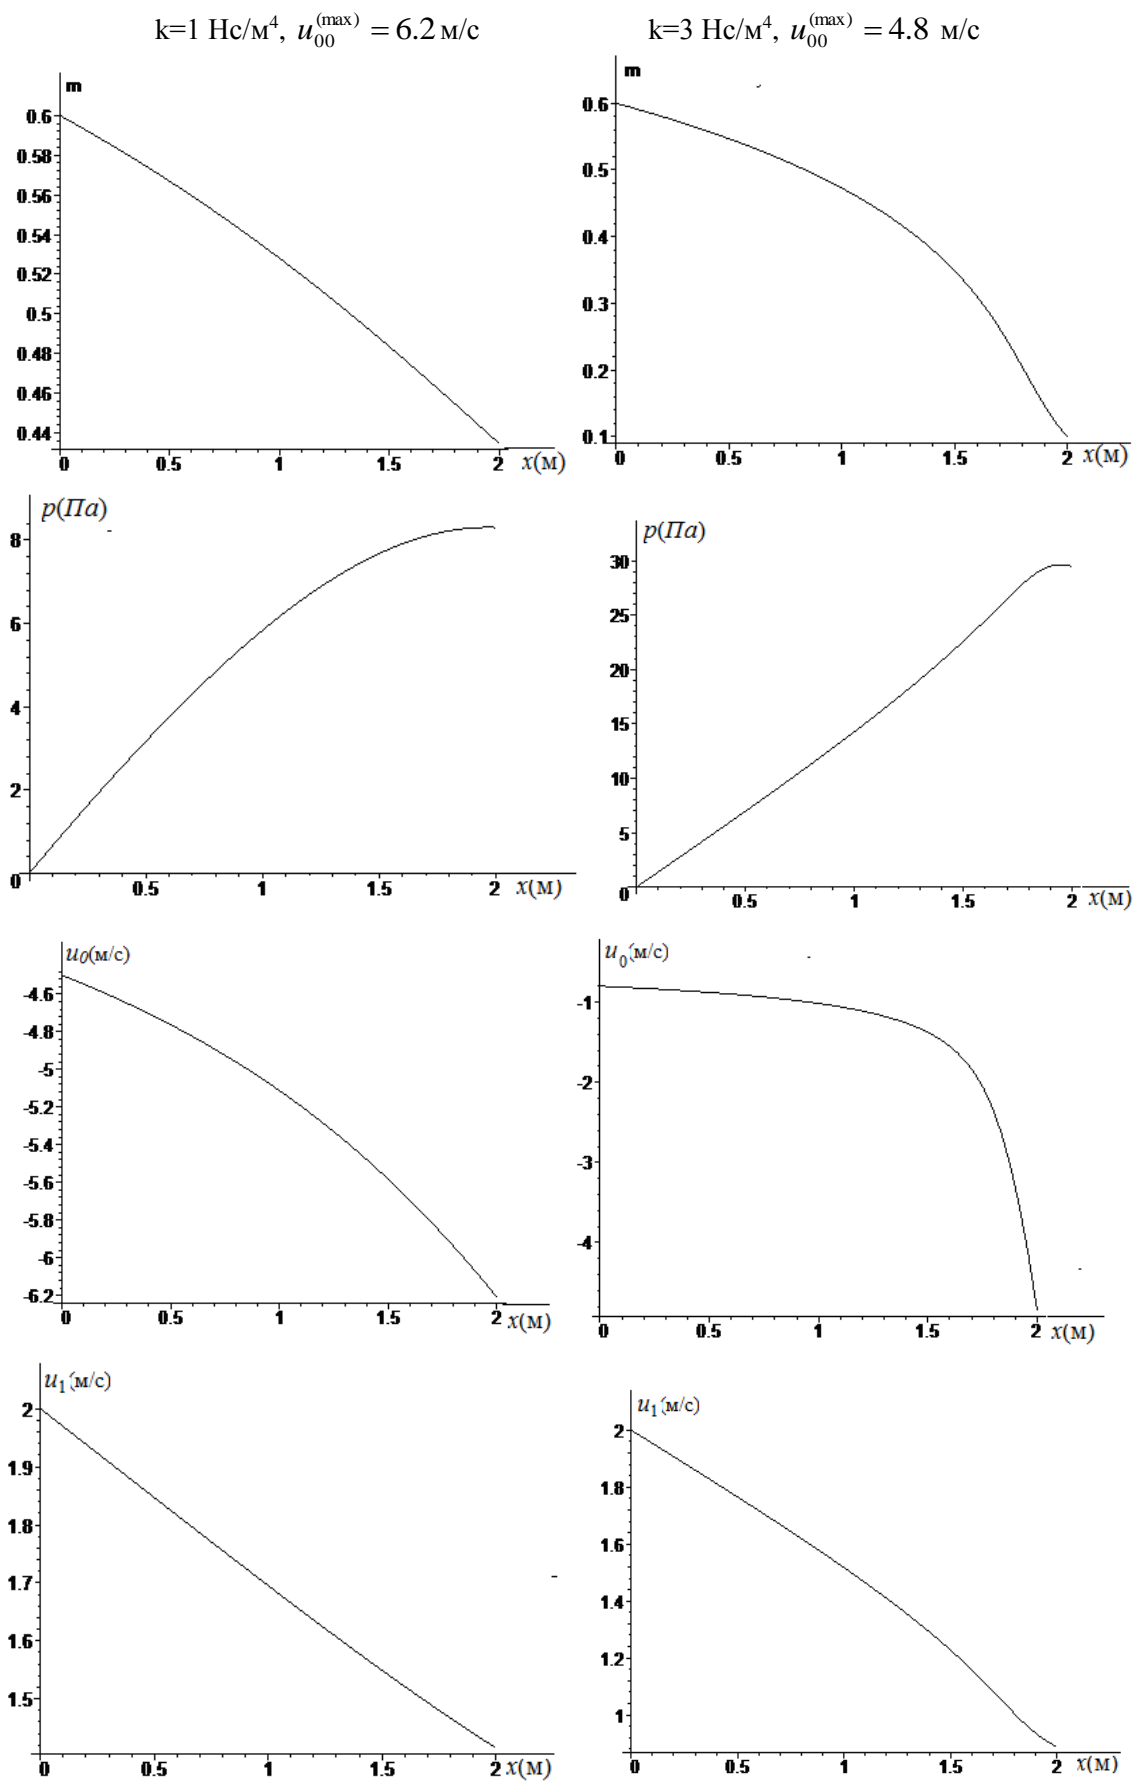 k=1 Нс/м⁴, u₀₀⁽ᵐᵃˣ⁾ = 6.2 м/с
k=3 Нс/м⁴, u₀₀⁽ᵐᵃˣ⁾ = 4.8 м/с
m
0.6
0.58
0.56
0.54
0.52
0.5
0.48
0.46
0.44
0 0.5 1 1.5 2 x(м)
m
0.6
0.5
0.4
0.3
0.2
0.1
0 0.5 1 1.5 2 x(м)
p(Па)
8
6
4
2
0
0.5 1 1.5 2 x(м)
p(Па)
30
25
20
15
10
5
0
0.5 1 1.5 2 x(м)
u₀(м/с)
-4.6
-4.8
-5
-5.2
-5.4
-5.6
-5.8
-6
-6.2
0 0.5 1 1.5 2 x(м)
u₀(м/с)
-1
-2
-3
-4
0 0.5 1 1.5 2 x(м)
u₁(м/с)
2
1.9
1.8
1.7
1.6
1.5
0 0.5 1 1.5 2 x(м)
u₁(м/с)
2
1.8
1.6
1.4
1.2
1
0 0.5 1 1.5 2 x(м)